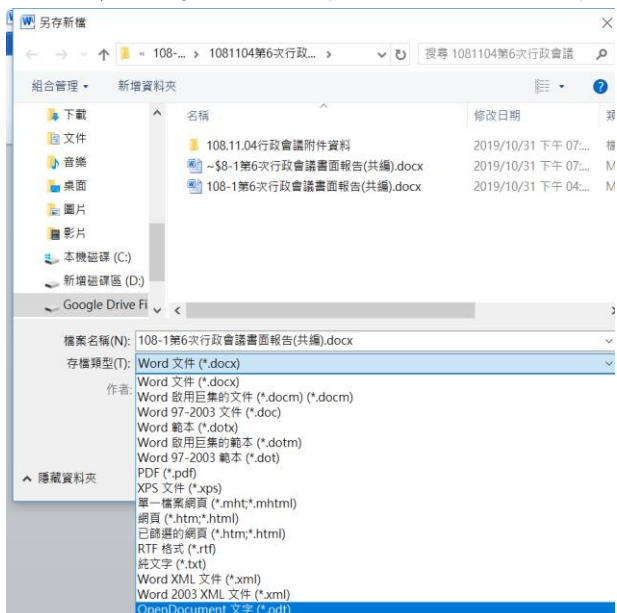 另存新檔
« 108-... › 1081104第6次行政... ›
搜尋 1081104第6次行政會議
組合管理 新增資料夾
下載
文件
音樂
桌面
圖片
影片
本機磁碟 (C:)
新增磁碟區 (D:)
Google Drive Fi
名稱 修改日期 類
108.11.04行政會議附件資料 2019/10/31 下午 07:... 檔
~$8-1第6次行政會議書面報告(共編).docx 2019/10/31 下午 07:... M
108-1第6次行政會議書面報告(共編).docx 2019/10/31 下午 04:... M
檔案名稱(N): 108-1第6次行政會議書面報告(共編).docx
存檔類型(T): Word 文件 (*.docx)
作者:
Word 文件 (*.docx)
Word 啟用巨集的文件 (*.docm) (*.docm)
Word 97-2003 文件 (*.doc)
Word 範本 (*.dotx)
Word 啟用巨集的範本 (*.dotm)
Word 97-2003 範本 (*.dot)
PDF (*.pdf)
XPS 文件 (*.xps)
單一檔案網頁 (*.mht;*.mhtml)
網頁 (*.htm;*.html)
已篩選的網頁 (*.htm;*.html)
RTF 格式 (*.rtf)
純文字 (*.txt)
Word XML 文件 (*.xml)
Word 2003 XML 文件 (*.xml)
OpenDocument 文字 (*.odt)
隱藏資料夾